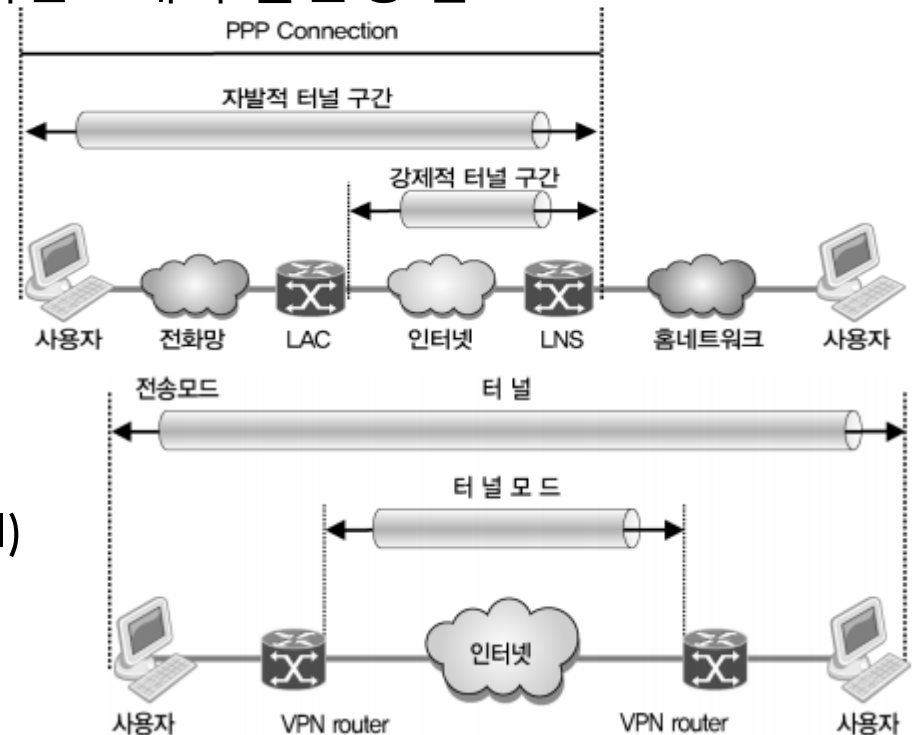 PPP Connection
자발적 터널 구간
강제적 터널 구간
사용자 전화망 LAC 인터넷 LNS 홈네트워크 사용자
전송모드 터 널
터 널 모 드
인터넷
사용자 VPN router VPN router 사용자